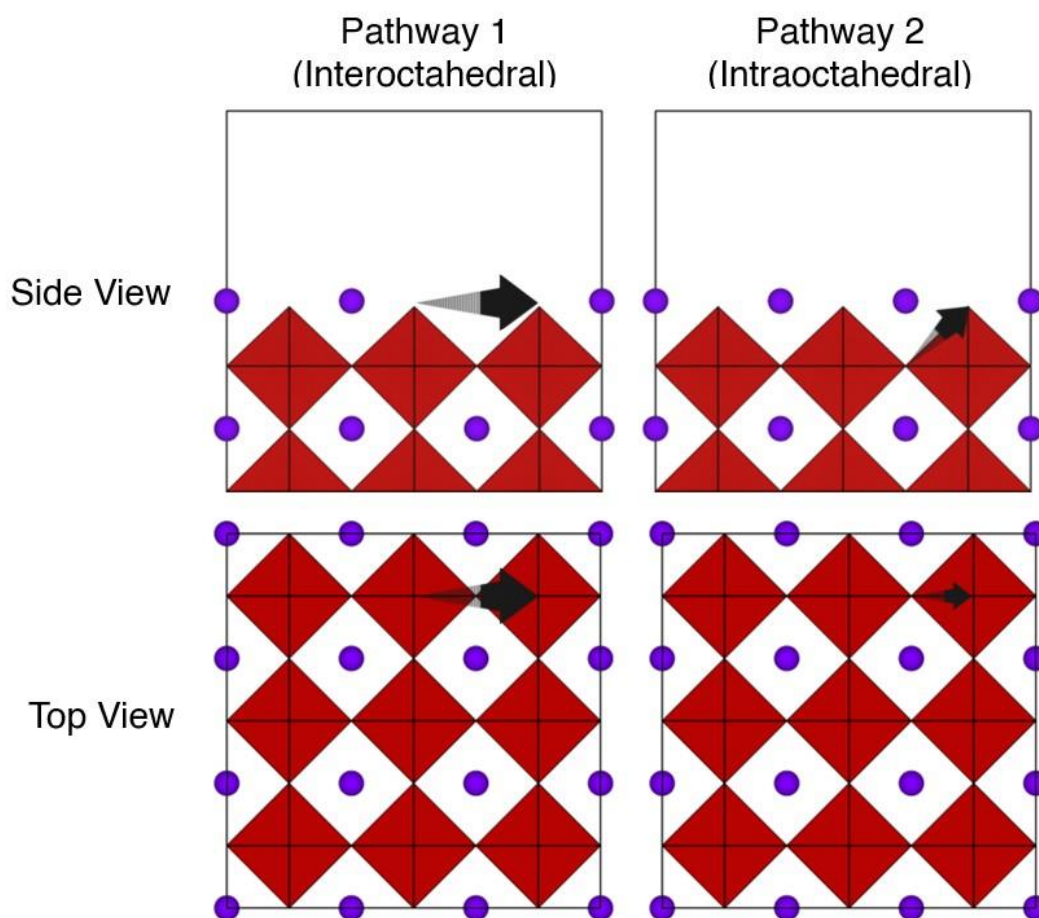 Pathway 1
(Interoctahedral)
Pathway 2
(Intraoctahedral)
Side View
Top View